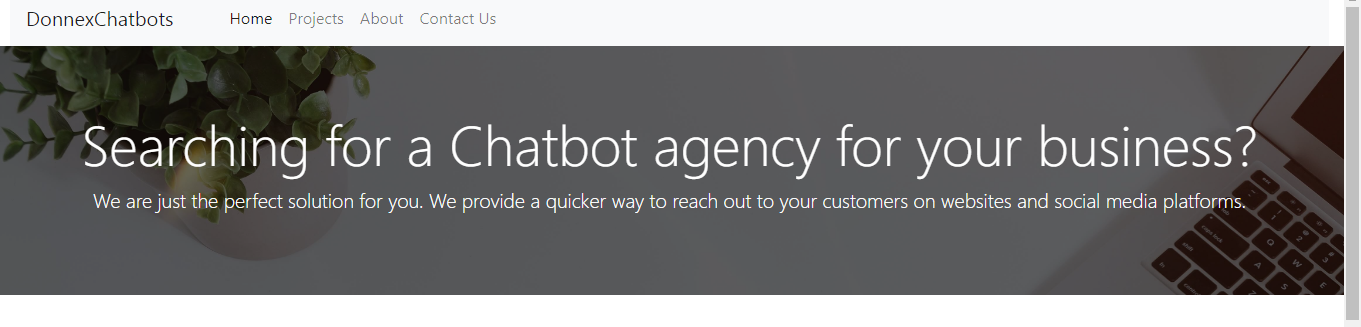 DonnexChatbots Home Projects About Contact Us
Searching for a Chatbot agency for your business?
We are just the perfect solution for you. We provide a quicker way to reach out to your customers on websites and social media platforms.